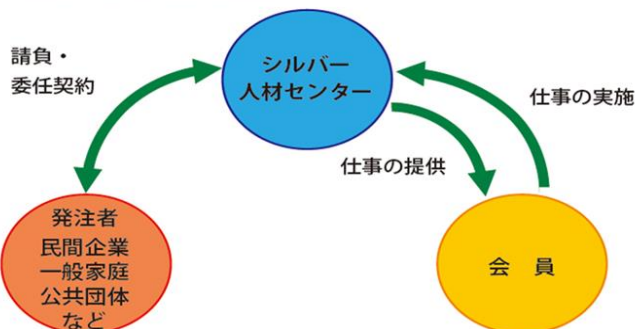 請負・
委任契約
シルバー
人材センター
仕事の実施
仕事の提供
発注者
民間企業
一般家庭
公共団体
など
会 員